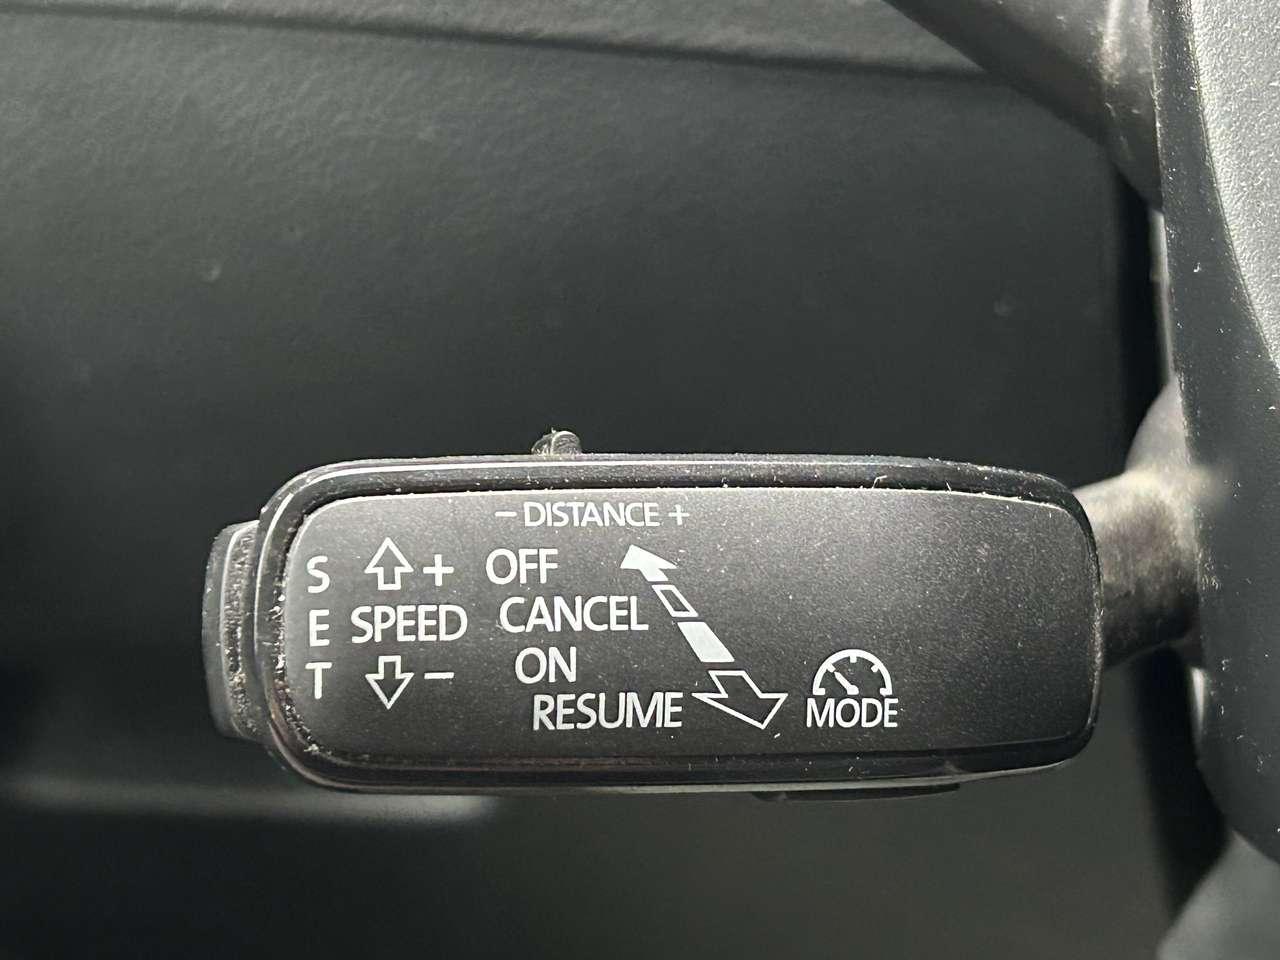 - DISTANCE +
S
E
T
+
SPEED
-
OFF
CANCEL
ON
RESUME
MODE